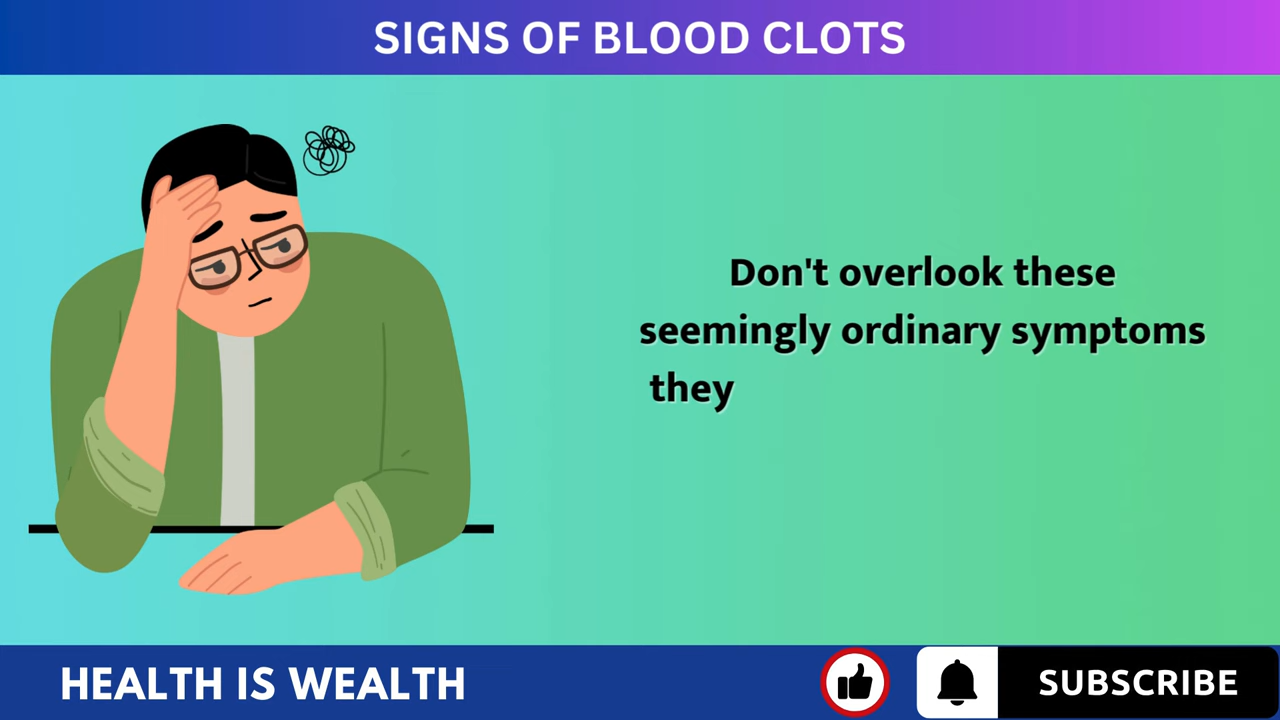 SIGNS OF BLOOD CLOTS
Don't overlook these
seemingly ordinary symptoms
they
HEALTH IS WEALTH
SUBSCRIBE